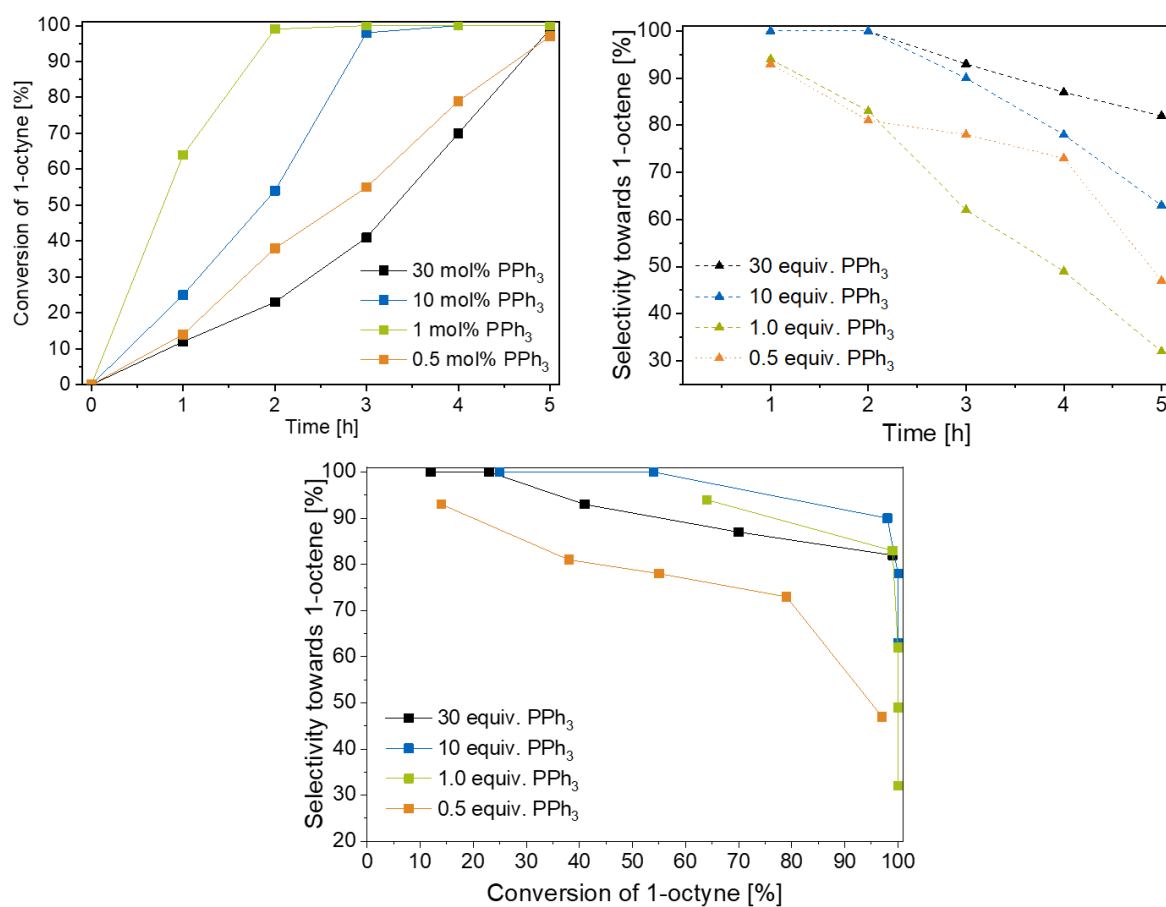 Conversion of 1-octyne [%]
100
90
80
70
60
50
40
30
20
10
0
30 mol% PPh₃
10 mol% PPh₃
1 mol% PPh₃
0.5 mol% PPh₃
0 1 2 3 4 5
Time [h]
Selectivity towards 1-octene [%]
100
90
80
70
60
50
40
30
30 equiv. PPh₃
10 equiv. PPh₃
1.0 equiv. PPh₃
0.5 equiv. PPh₃
1 2 3 4 5
Time [h]
Selectivity towards 1-octene [%]
100
90
80
70
60
50
40
30
20
30 equiv. PPh₃
10 equiv. PPh₃
1.0 equiv. PPh₃
0.5 equiv. PPh₃
0 10 20 30 40 50 60 70 80 90 100
Conversion of 1-octyne [%]